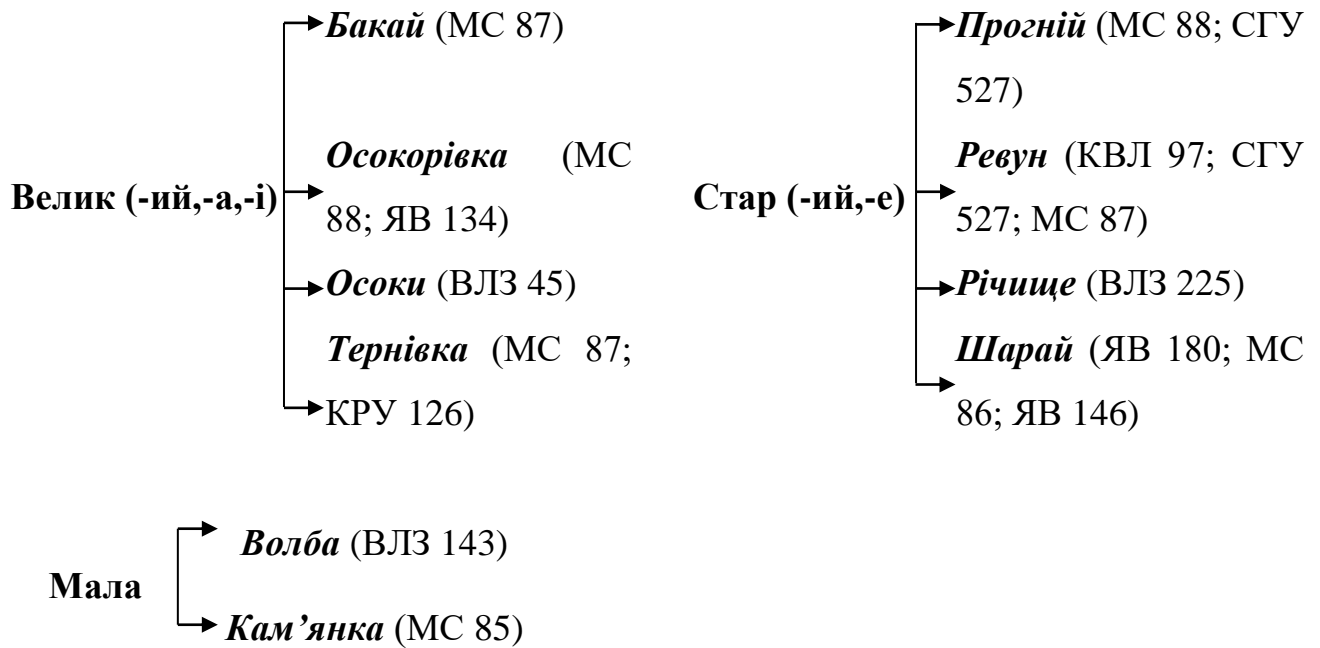 Бакай (МС 87)
Осокорівка (МС
88; ЯВ 134)
Велик (-ий,-а,-і)
Осоки (ВЛЗ 45)
Тернівка (МС 87;
КРУ 126)
Прогній (МС 88; СГУ
527)
Ревун (КВЛ 97; СГУ
Стар (-ий,-е)
527; МС 87)
Річище (ВЛЗ 225)
Шарай (ЯВ 180; МС
86; ЯВ 146)
Волба (ВЛЗ 143)
Мала
Кам’янка (МС 85)